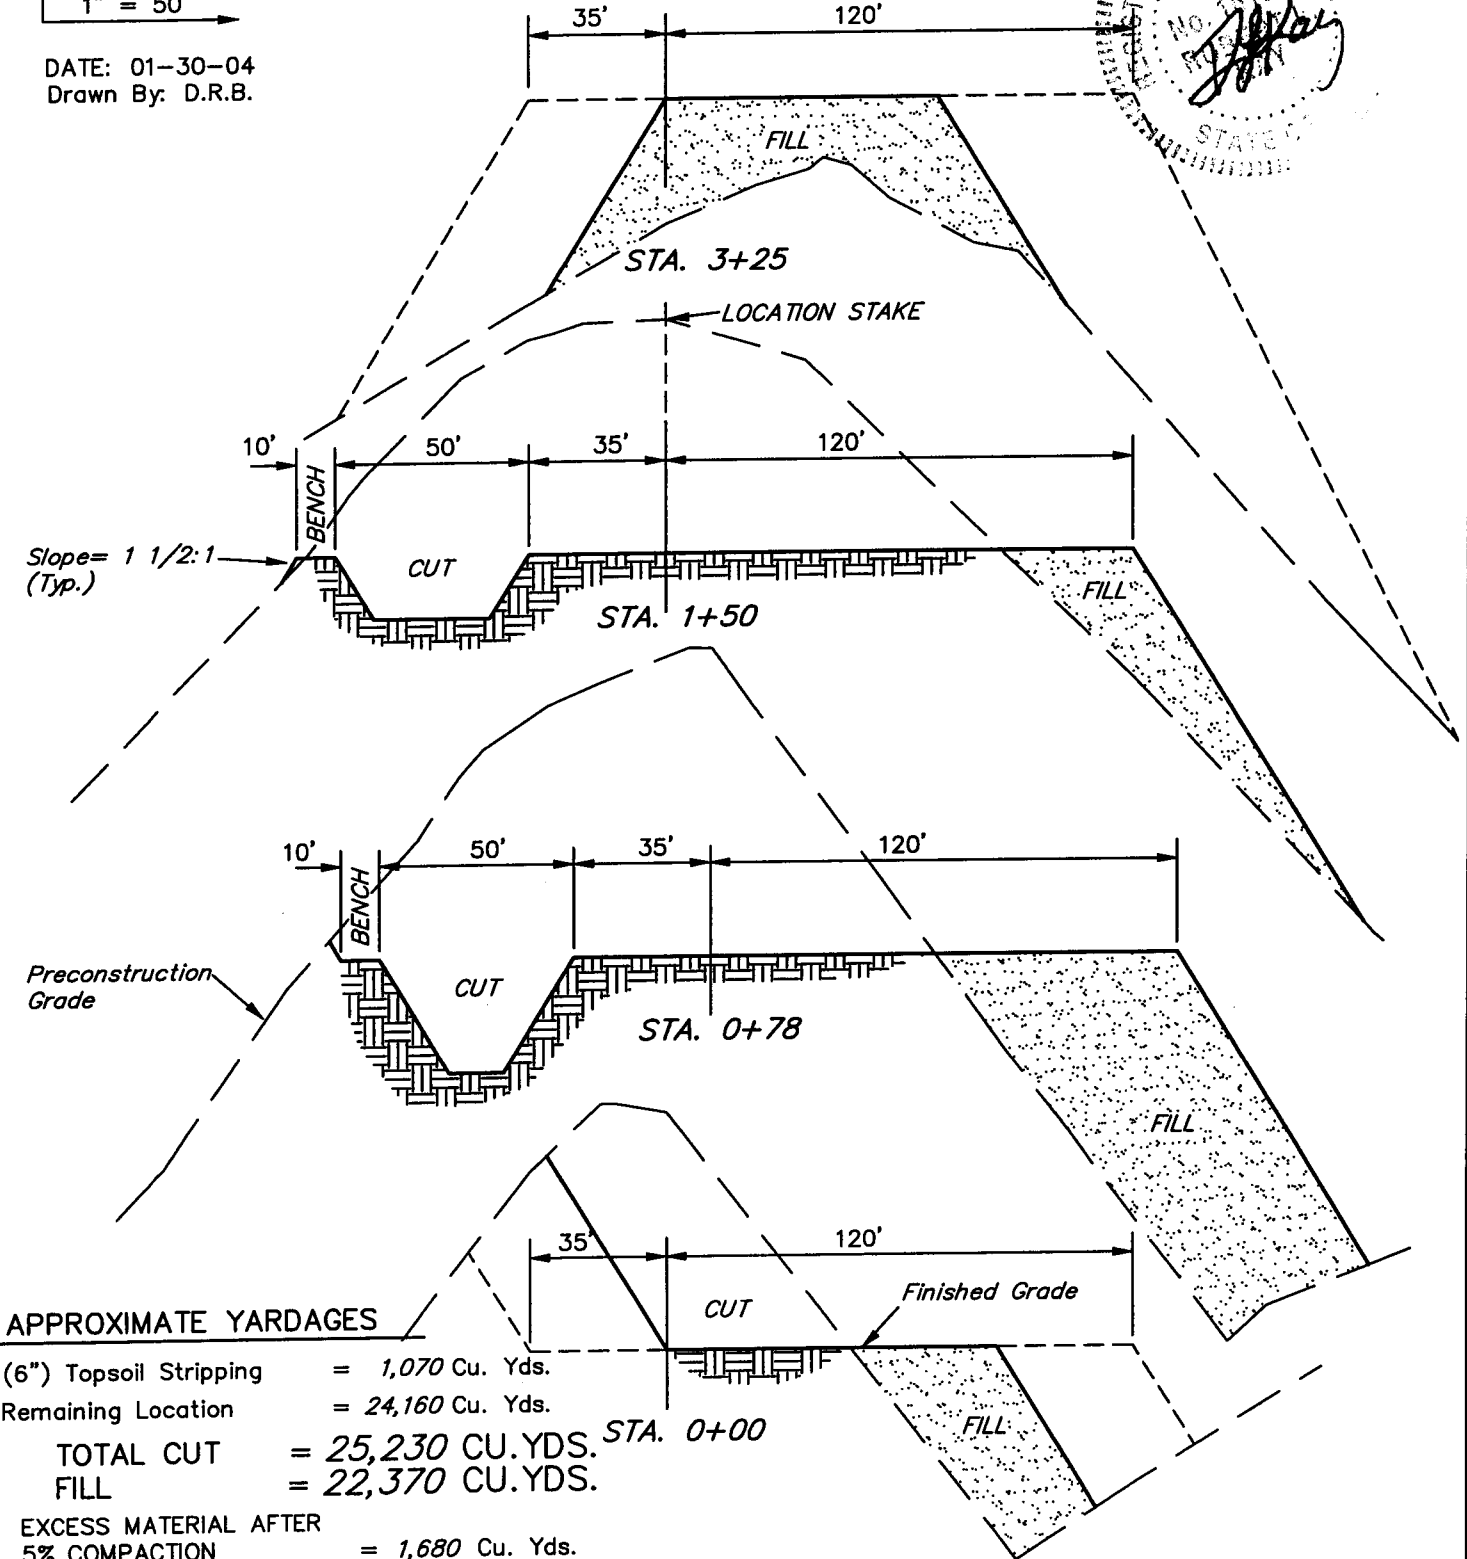 1" = 50'
DATE: 01-30-04
Drawn By: D.R.B.
35'
120'
No.
STATE O
FILL
STA. 3+25
LOCATION STAKE
10'
50'
35'
120'
BENCH
Slope= 1 1/2:1
(Typ.)
CUT
FILL
STA. 1+50
10'
50'
35'
120'
BENCH
Preconstruction
Grade
CUT
STA. 0+78
FILL
35'
120'
CUT
Finished Grade
FILL
STA. 0+00
APPROXIMATE YARDAGES
(6") Topsoil Stripping = 1,070 Cu. Yds.
Remaining Location = 24,160 Cu. Yds.
TOTAL CUT = 25,230 CU.YDS.
FILL = 22,370 CU.YDS.
EXCESS MATERIAL AFTER
5% COMPACTION = 1,680 Cu. Yds.